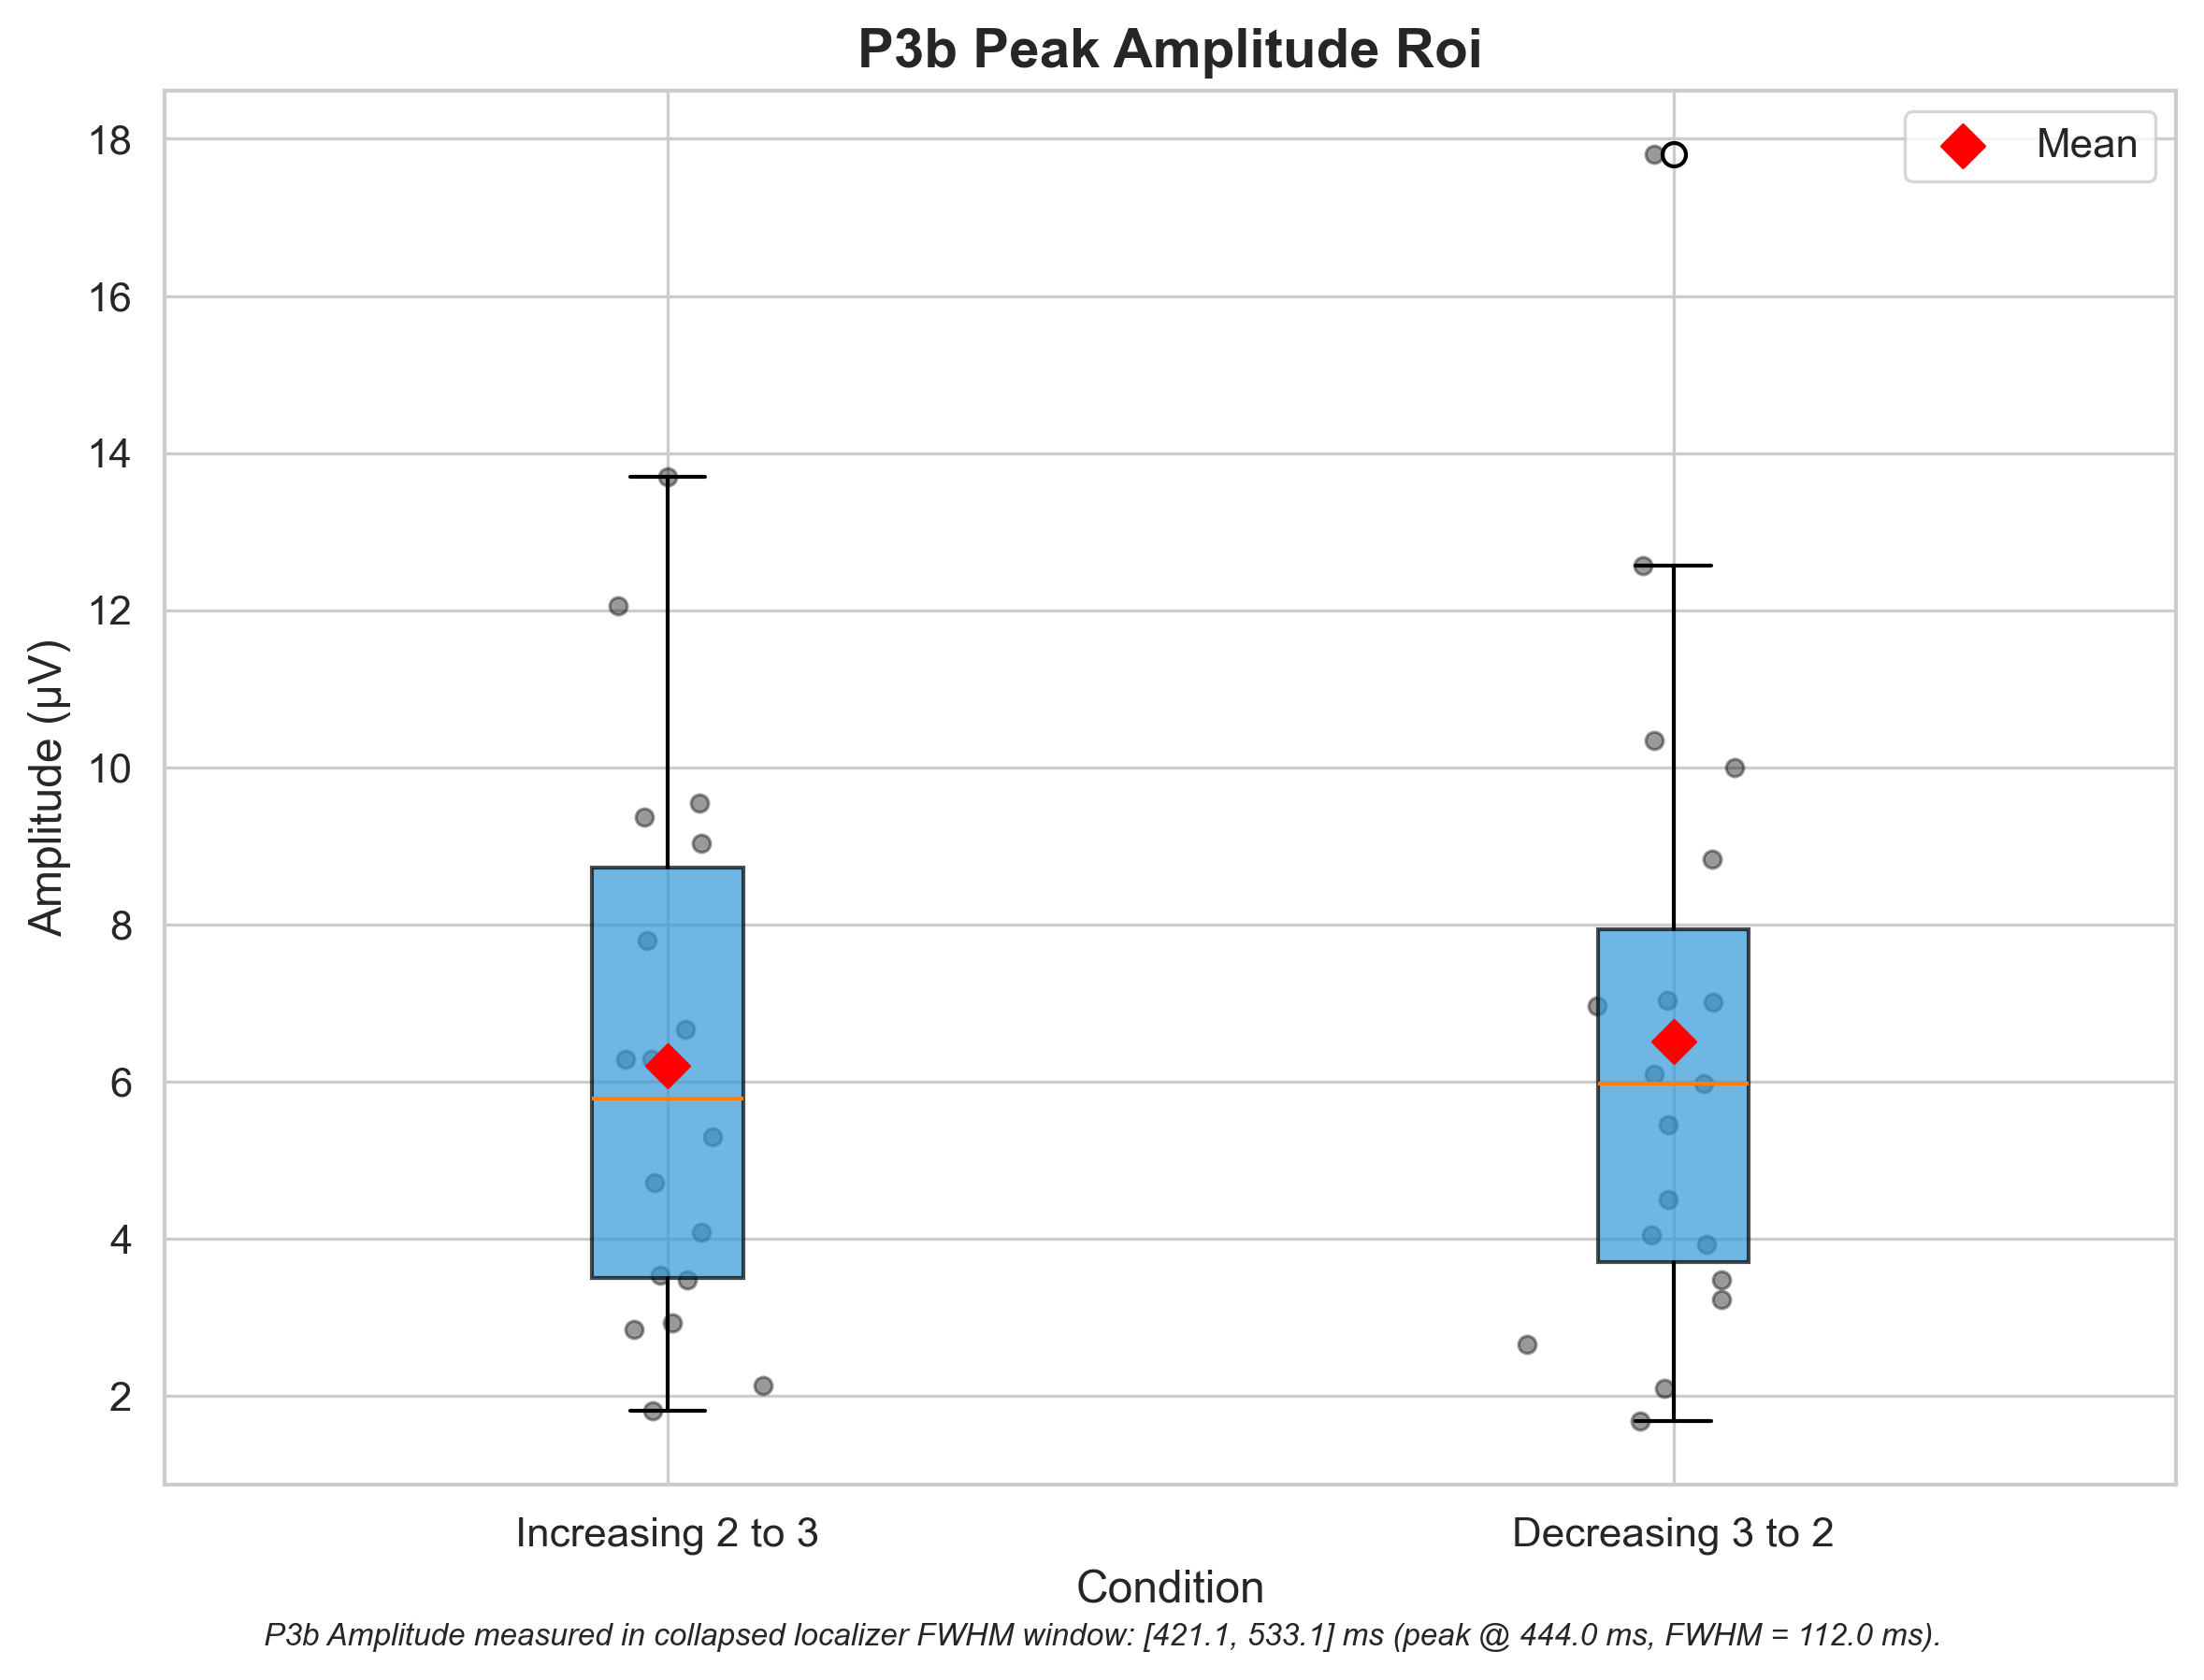 P3b Peak Amplitude Roi
Mean
18
16
14
12
10
8
6
4
2
Amplitude (µV)
Increasing 2 to 3
Decreasing 3 to 2
Condition
P3b Amplitude measured in collapsed localizer FWHM window: [421.1, 533.1] ms (peak @ 444.0 ms, FWHM = 112.0 ms).